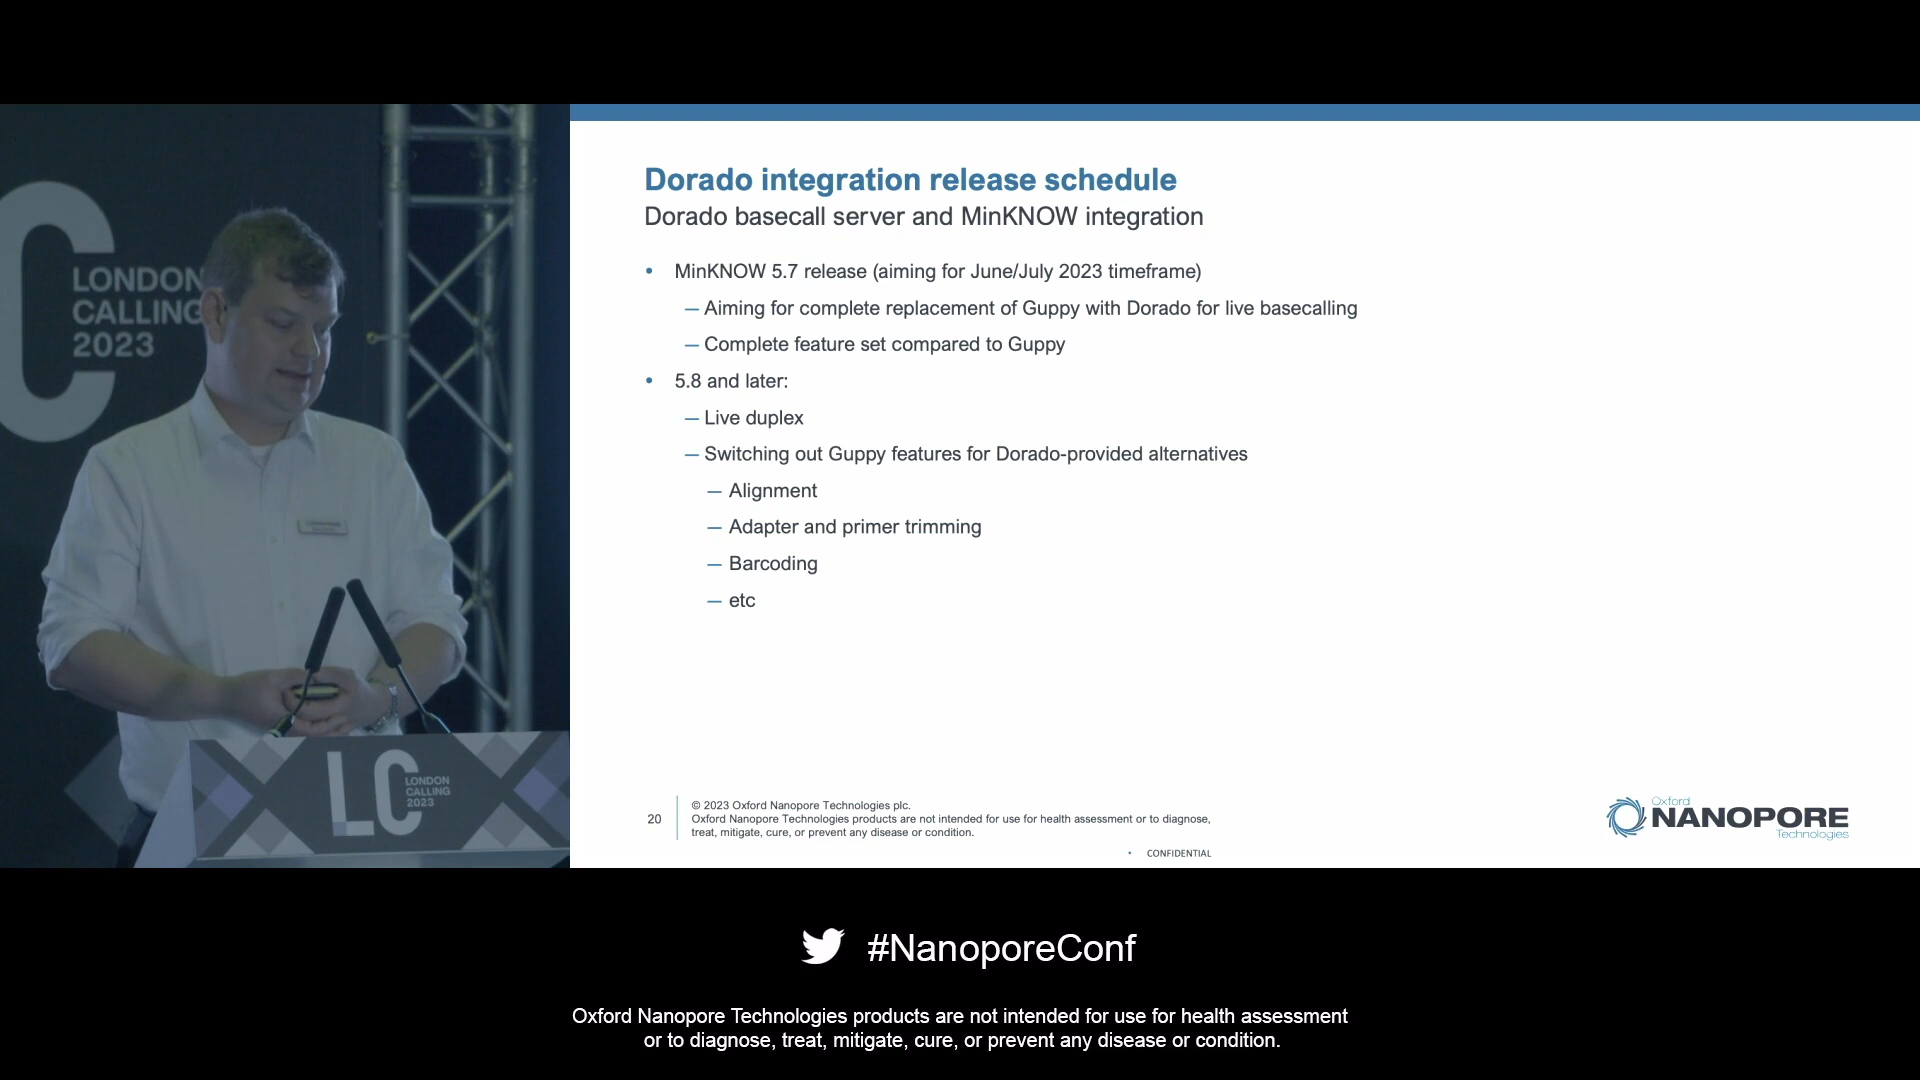 LONDON
CALLING
2023
LC
LONDON
CALLING
2023
Dorado integration release schedule
Dorado basecall server and MinKNOW integration
• MinKNOW 5.7 release (aiming for June/July 2023 timeframe)
— Aiming for complete replacement of Guppy with Dorado for live basecalling
— Complete feature set compared to Guppy
• 5.8 and later:
— Live duplex
— Switching out Guppy features for Dorado-provided alternatives
— Alignment
— Adapter and primer trimming
— Barcoding
— etc
20
© 2023 Oxford Nanopore Technologies plc.
Oxford Nanopore Technologies products are not intended for use for health assessment or to diagnose,
treat, mitigate, cure, or prevent any disease or condition.
• CONFIDENTIAL
Oxford
NANOPORE
Technologies
#NanoporeConf
Oxford Nanopore Technologies products are not intended for use for health assessment
or to diagnose, treat, mitigate, cure, or prevent any disease or condition.